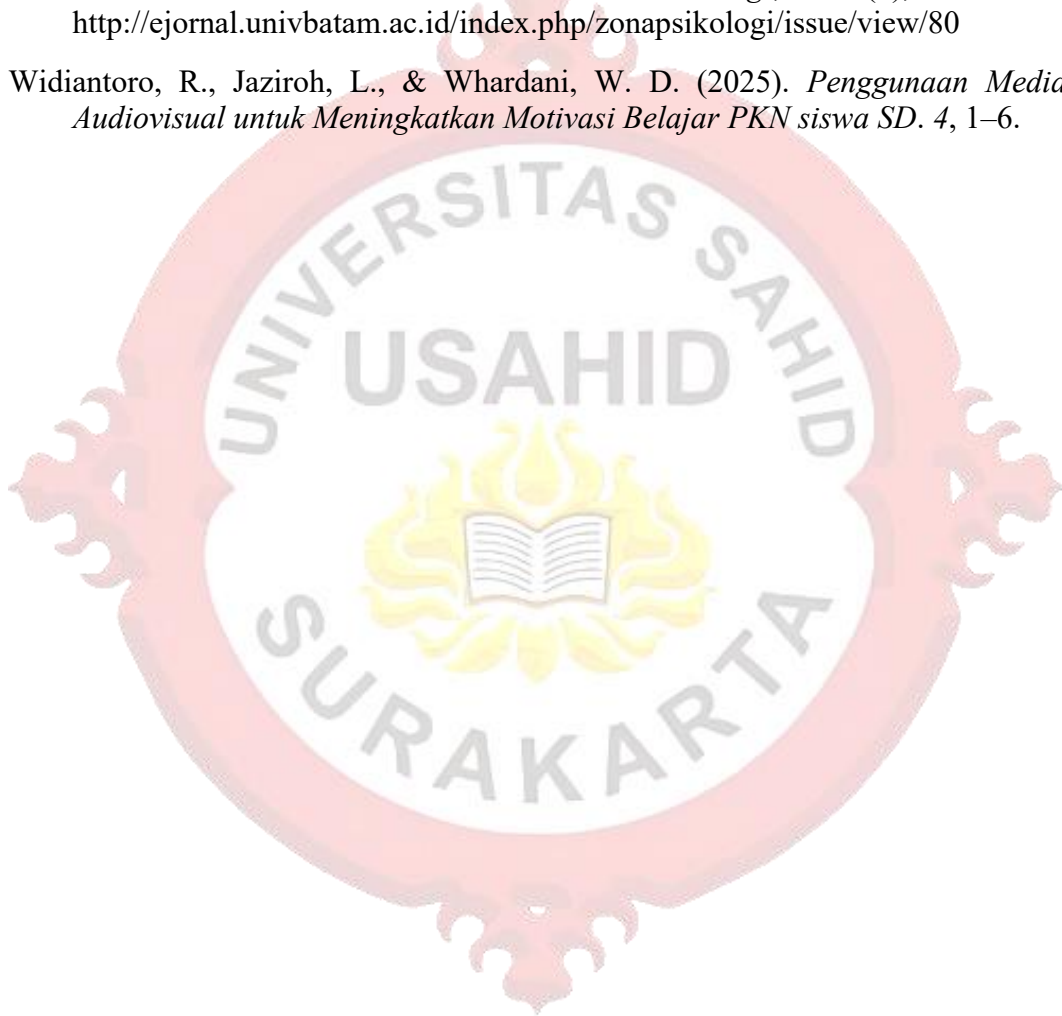 http://ejornal.univbatam.ac.id/index.php/zonapsikologi/issue/view/80
Widiantoro, R., Jaziroh, L., & Whardani, W. D. (2025). Penggunaan Media
Audiovisual untuk Meningkatkan Motivasi Belajar PKN siswa SD. 4, 1–6.
UNIVERSITAS SAHID
USAHID
SURAKARTA